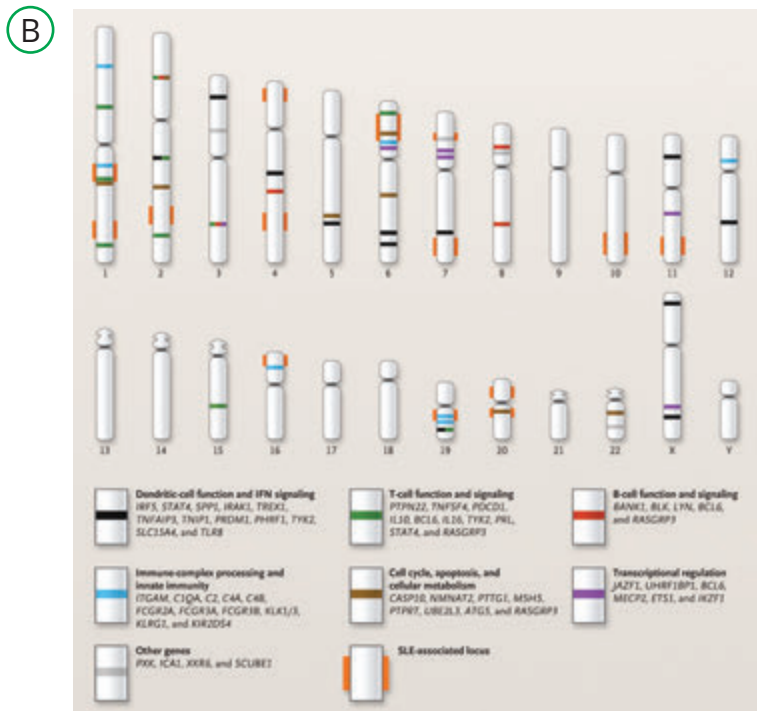 B
1 2 3 4 5 6 7 8 9 10 11 12
13 14 15 16 17 18 19 20 21 22 X Y
Dendritic-cell function and IFN signaling
IRF5, STAT4, SPP1, IRAK1, TREX1,
TNFAIP3, TNIP1, PRDM1, PHRF1, TYK2,
SLC15A4, and TLR8
T-cell function and signaling
PTPN22, TNFSF4, PDCD1,
IL10, BCL6, IL16, TYK2, PRL,
STAT4, and RASGRP3
B-cell function and signaling
BANK1, BLK, LYN, BCL6,
and RASGRP3
Immune-complex processing and
innate immunity
ITGAM, C1QA, C2, C4A, C4B,
FCGR2A, FCGR3A, FCGR3B, KLK1/3,
KLRG1, and KIR2DS4
Cell cycle, apoptosis, and
cellular metabolism
CASP10, NMNAT2, PTTG1, MSH5,
PTPRT, UBE2L3, ATG5, and RASGRP3
Transcriptional regulation
JAZF1, UHRF1BP1, BCL6,
MECP2, ETS1, and IKZF1
Other genes
PXK, ICA1, XKR6, and SCUBE1
SLE-associated locus